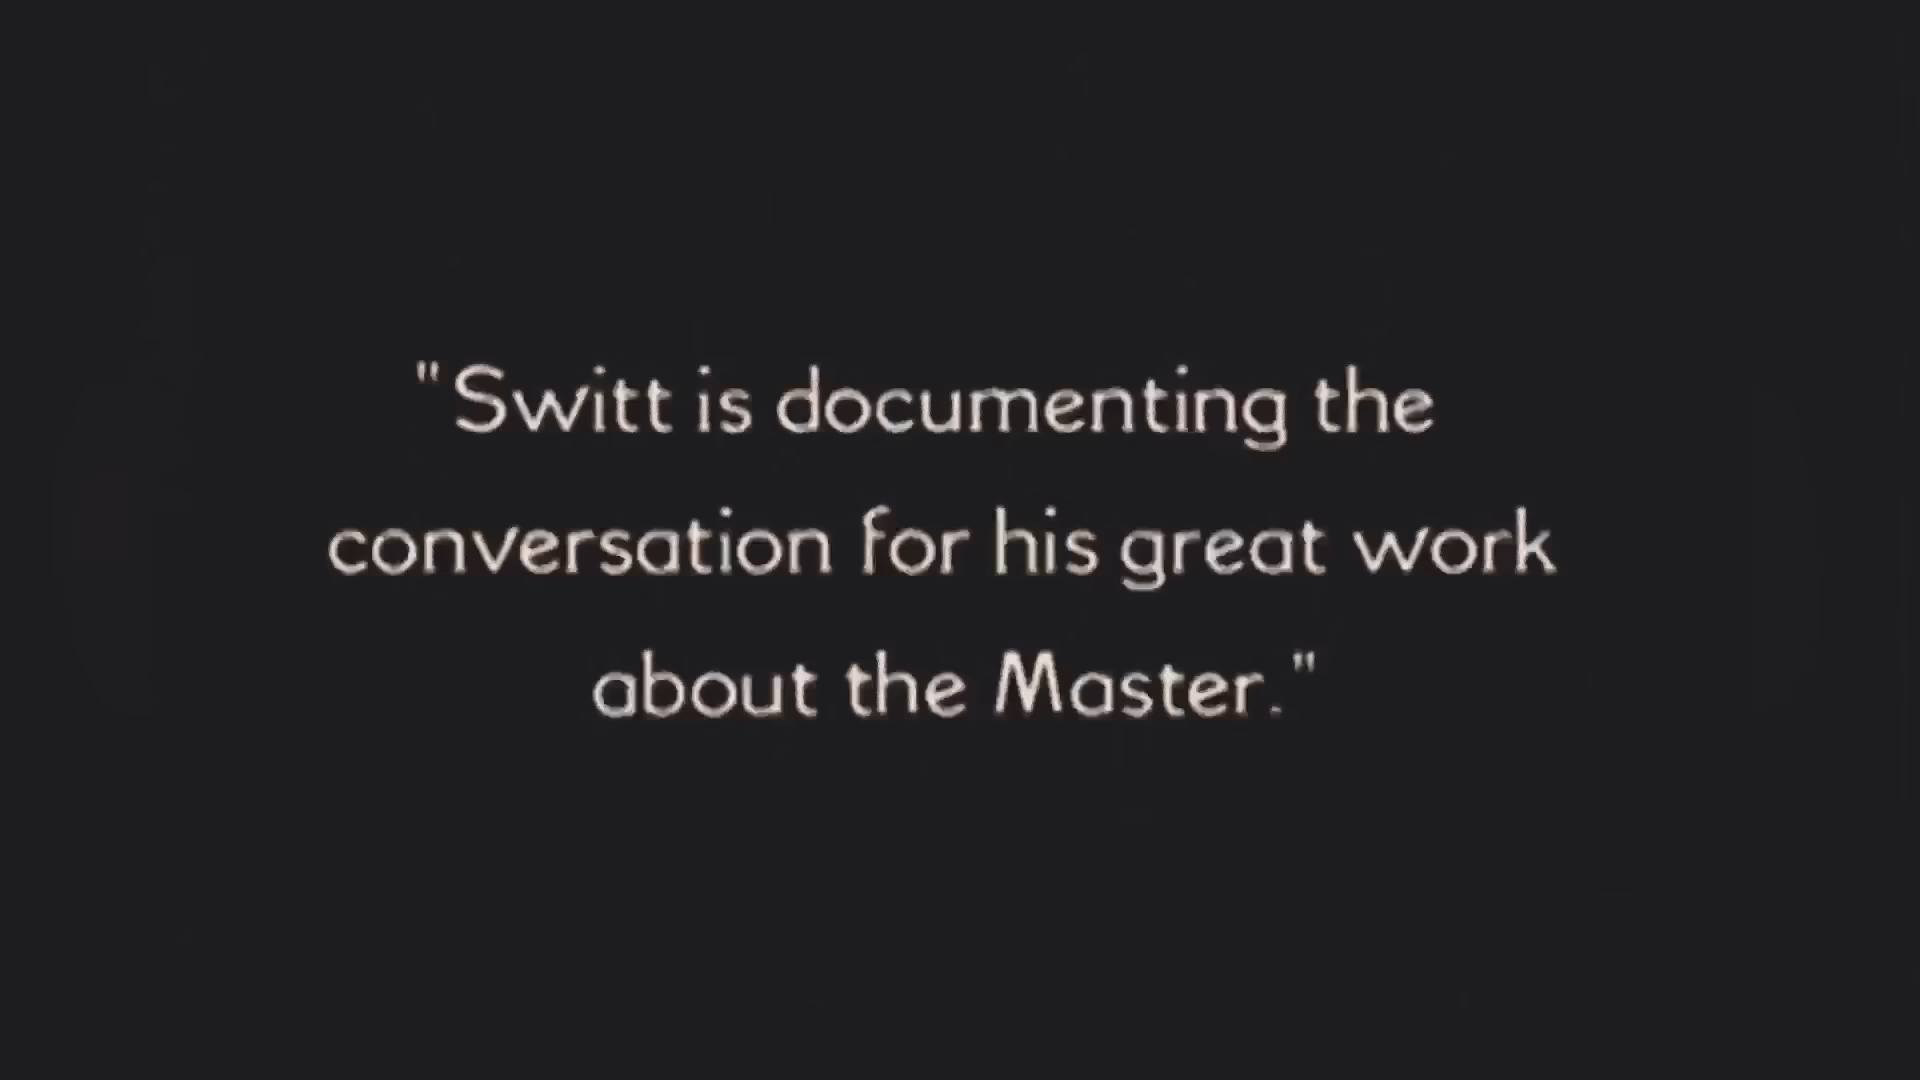 "Switt is documenting the
conversation for his great work
about the Master."